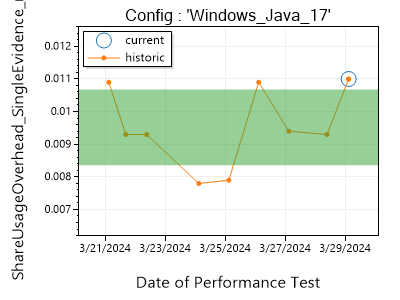 Config : 'Windows_Java_17'
ShareUsageOverhead_SingleEvidence_
current
historic
0.012
0.011
0.01
0.009
0.008
0.007
3/21/2024 3/23/2024 3/25/2024 3/27/2024 3/29/2024
Date of Performance Test